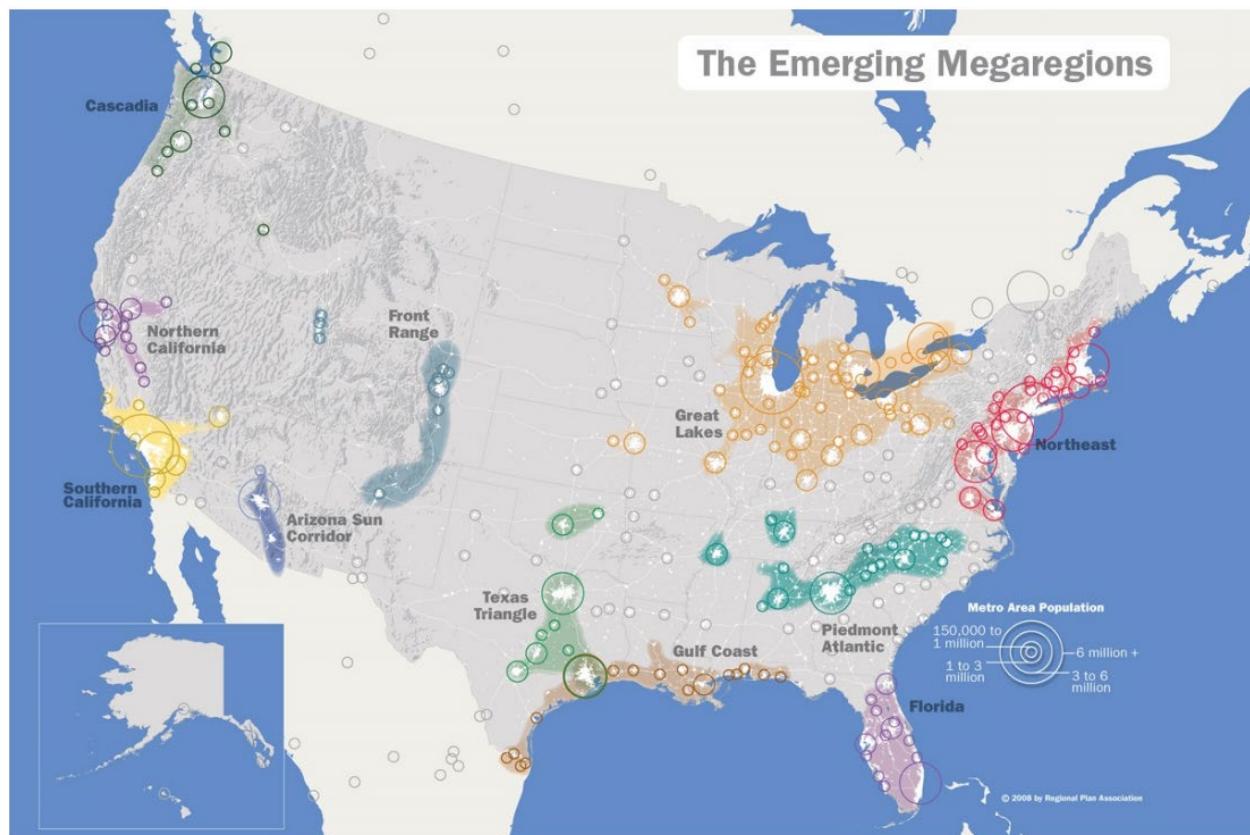 The Emerging Megaregions
Cascadia
Northern
California
Front
Range
Great
Lakes
Northeast
Southern
California
Arizona Sun
Corridor
Texas
Triangle
Piedmont
Atlantic
Gulf Coast
Florida
Metro Area Population
150,000 to
1 million
1 to 3
million
6 million +
3 to 6
million
© 2008 by Regional Plan Association